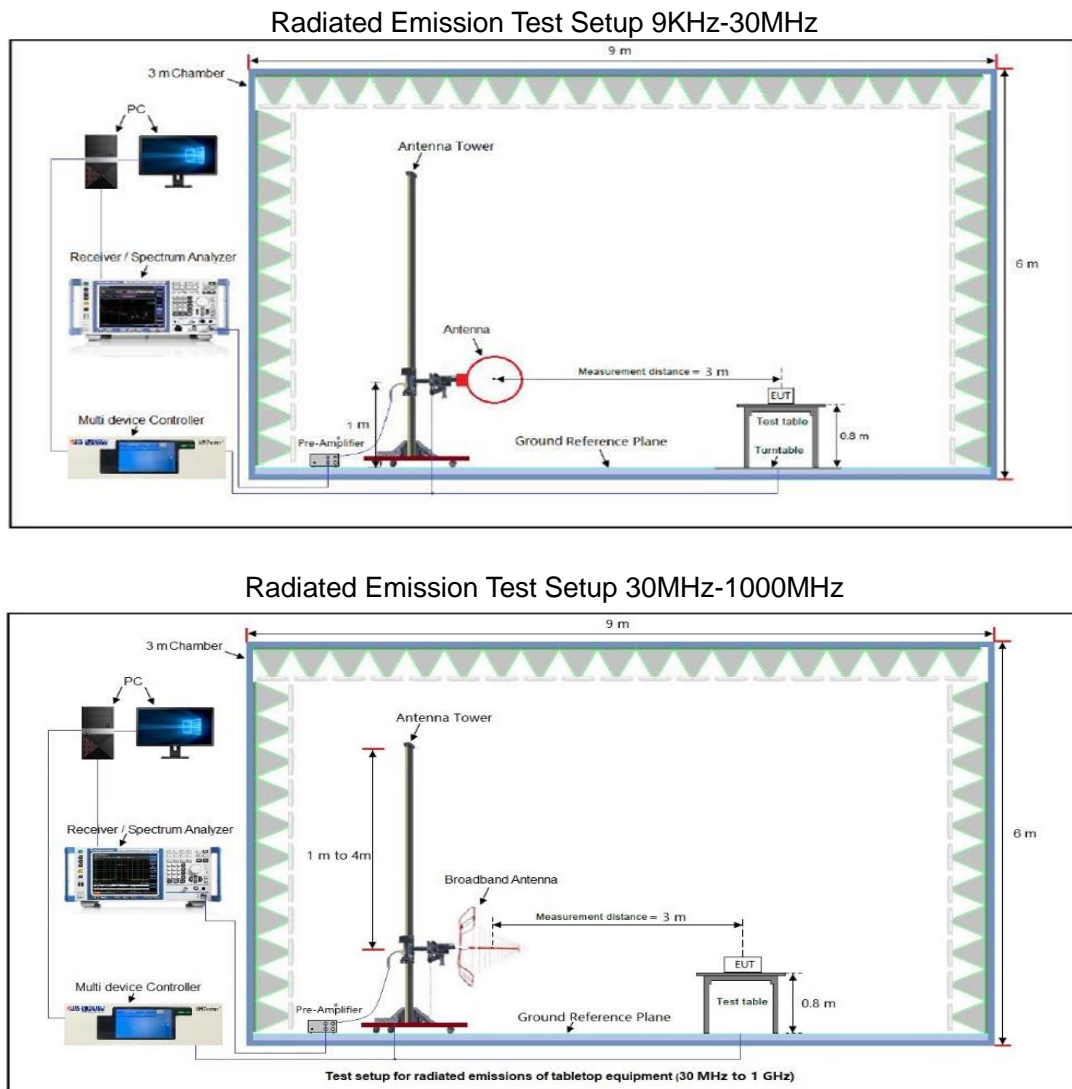 Radiated Emission Test Setup 9KHz-30MHz
9 m
3 m Chamber
PC
Antenna Tower
Receiver / Spectrum Analyzer
6 m
Antenna
Measurement distance = 3 m
EUT
Multi device Controller
1 m
Test table
0.8 m
Pre-Amplifier
Ground Reference Plane
Turntable
Radiated Emission Test Setup 30MHz-1000MHz
9 m
3 m Chamber
PC
Antenna Tower
Receiver / Spectrum Analyzer
6 m
1 m to 4m
Broadband Antenna
Measurement distance = 3 m
EUT
Multi device Controller
Test table
0.8 m
Pre-Amplifier
Ground Reference Plane
Test setup for radiated emissions of tabletop equipment (30 MHz to 1 GHz)